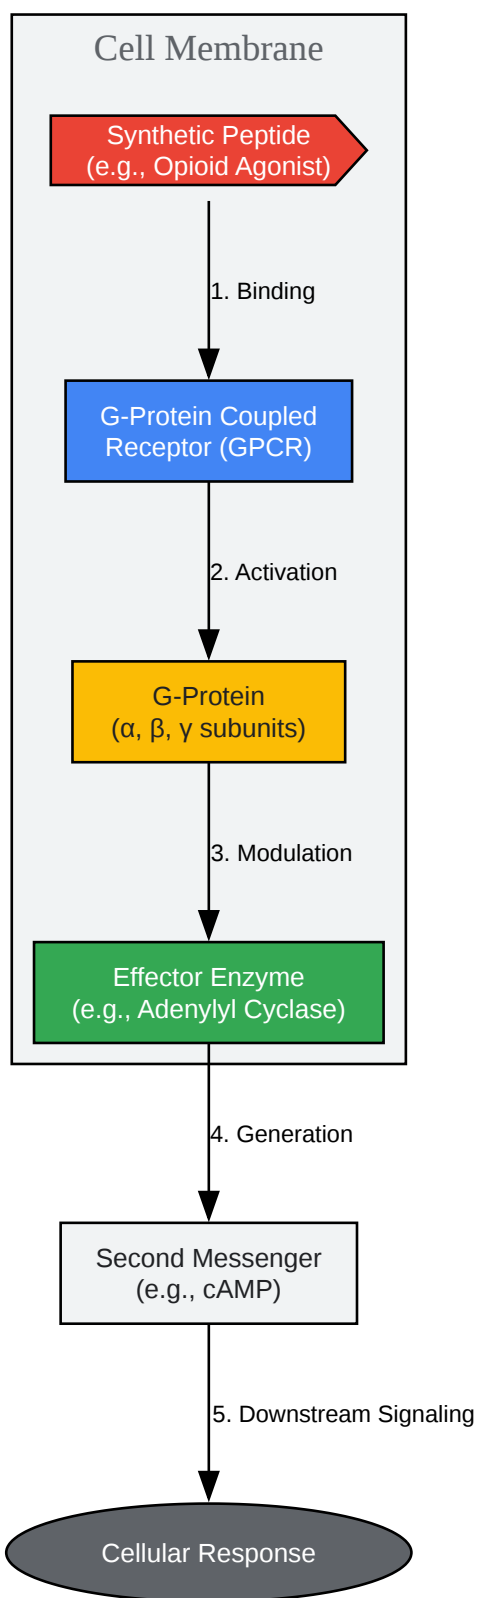 Cell Membrane
Synthetic Peptide
(e.g., Opioid Agonist)
1. Binding
G-Protein Coupled
Receptor (GPCR)
2. Activation
G-Protein
(α, β, γ subunits)
3. Modulation
Effector Enzyme
(e.g., Adenylyl Cyclase)
4. Generation
Second Messenger
(e.g., cAMP)
5. Downstream Signaling
Cellular Response